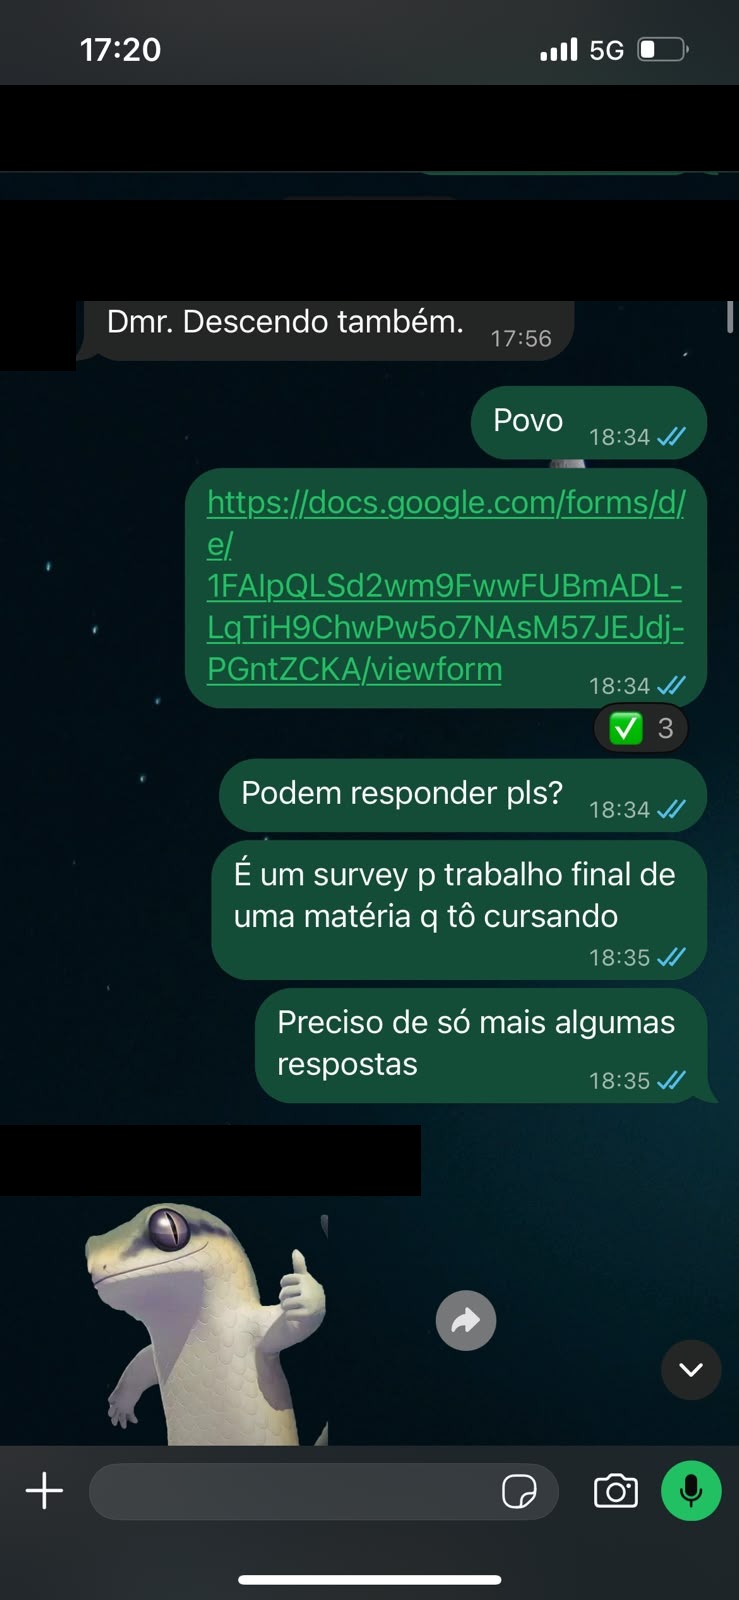 17:20
5G
Dmr. Descendo também.
17:56
Povo
18:34
https://docs.google.com/forms/d/
e/
1FAIpQLSd2wm9FwwFUBmADL-
LqTiH9ChwPw5o7NAsM57JEJdj-
PGntZCKA/viewform
18:34
3
Podem responder pls?
18:34
É um survey p trabalho final de
uma matéria q tô cursando
18:35
Preciso de só mais algumas
respostas
18:35